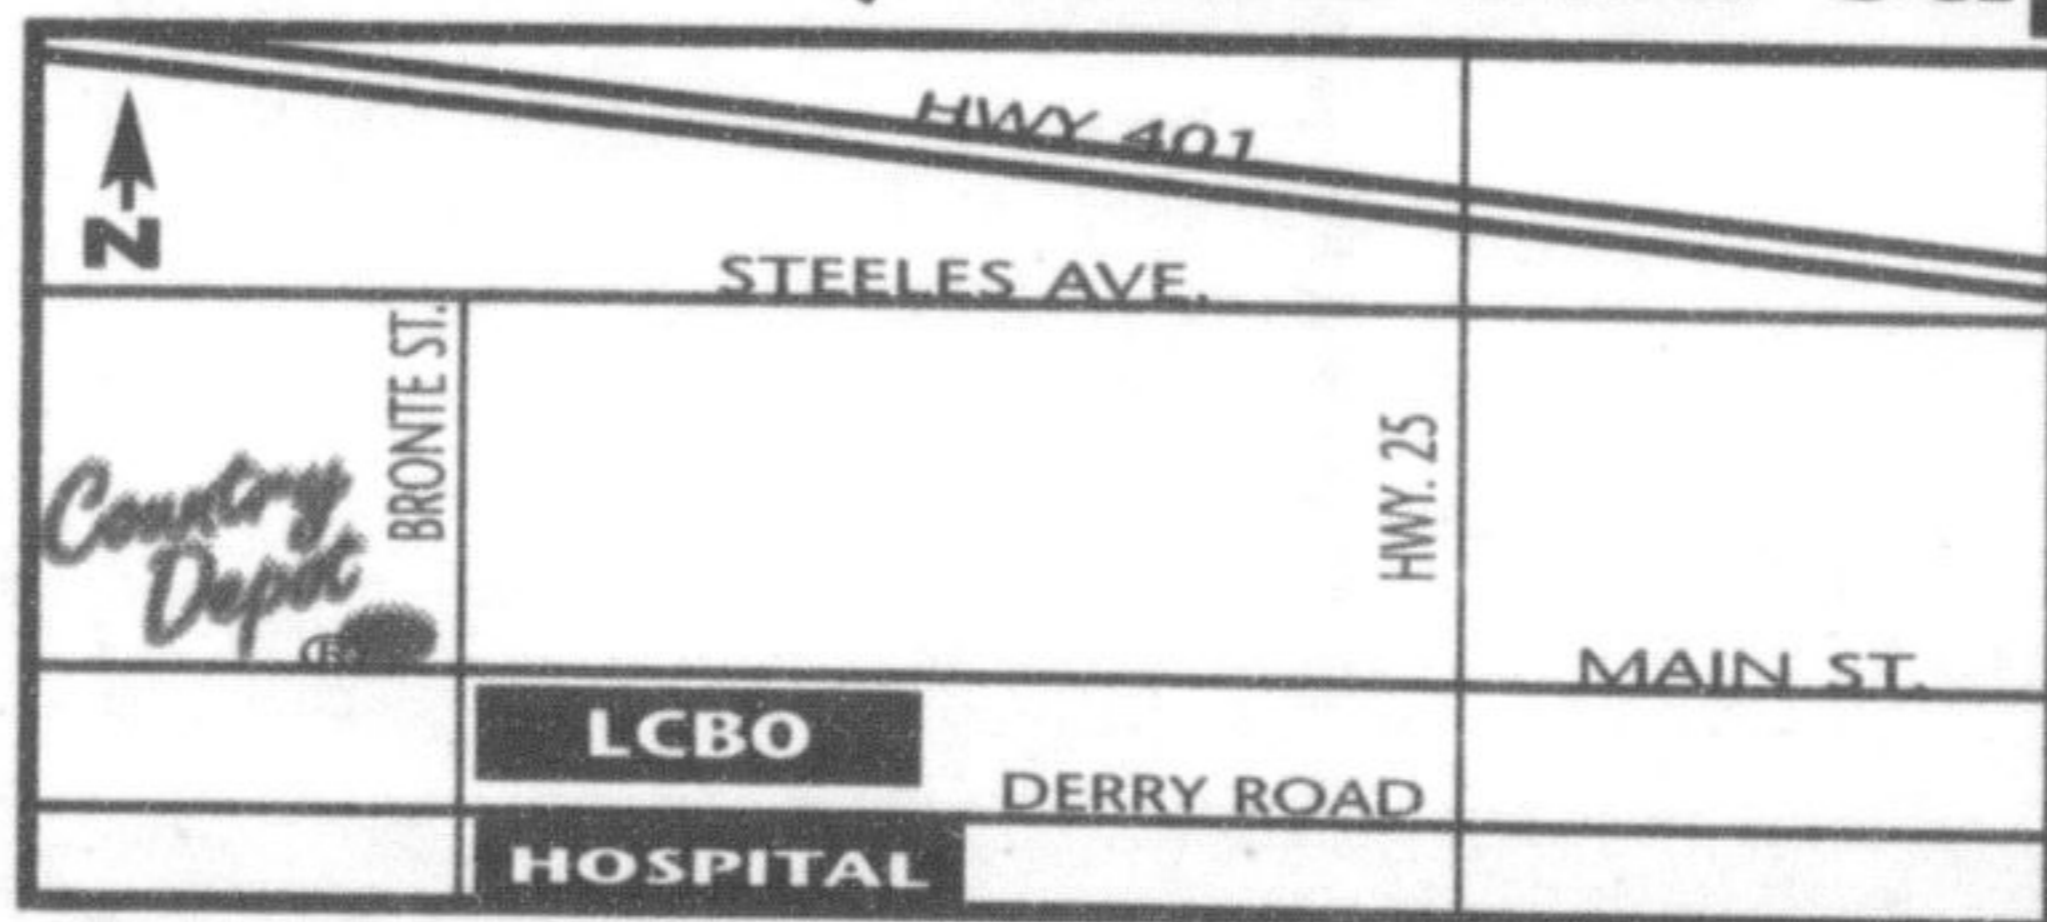 HWY 401
N
STEELES AVE.
BRONTE ST.
HWY. 25
Country
Depot
MAIN ST.
LCBO
DERRY ROAD
HOSPITAL